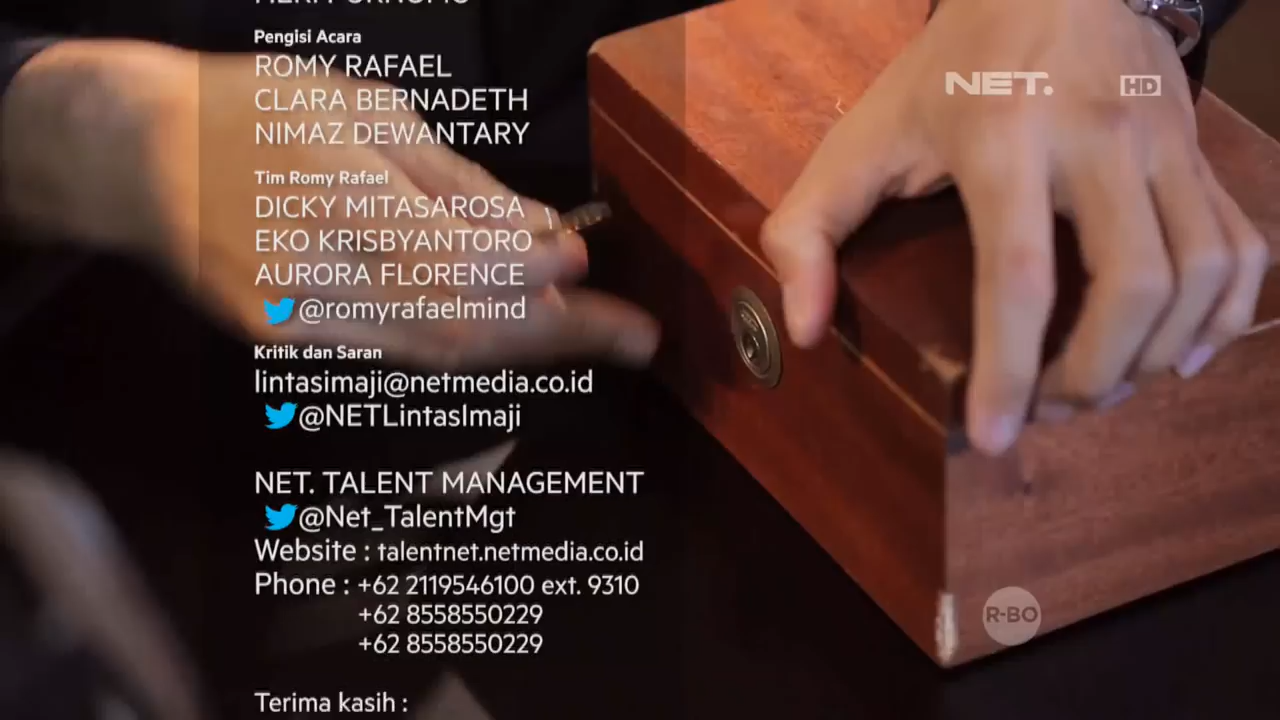 Pengisi Acara
ROMY RAFAEL
CLARA BERNADETH
NIMAZ DEWANTARY
Tim Romy Rafael
DICKY MITASAROSA
EKO KRISBYANTORO
AURORA FLORENCE
@romyrafaelmind
Kritik dan Saran
lintasimaji@netmedia.co.id
@NETLintasImaji
NET. TALENT MANAGEMENT
@Net_TalentMgt
Website : talentnet.netmedia.co.id
Phone : +62 2119546100 ext. 9310
+62 8558550229
+62 8558550229
Terima kasih :
NET.
HD
R-BO